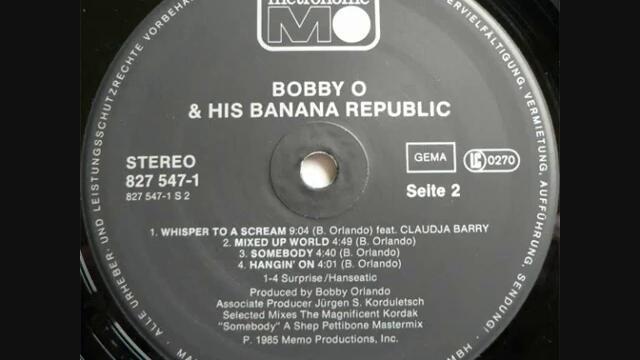 metronome
M
BOBBY O
& HIS BANANA REPUBLIC
STEREO
827 547-1
827 547-1 S 2
GEMA
LC 0270
Seite 2
1. WHISPER TO A SCREAM 9:04 (B. Orlando) feat. CLAUDJA BARRY
2. MIXED UP WORLD 4:49 (B. Orlando)
3. SOMEBODY 4:40 (B. Orlando)
4. HANGIN' ON 4:01 (B. Orlando)
1-4 Surprise/Hanseatic
Produced by Bobby Orlando
Associate Producer Jürgen S. Korduletsch
Selected Mixes The Magnificent Kordak
"Somebody" A Shep Pettibone Mastermix
P. 1985 Memo Productions, Inc.
ALLE URHEBER- UND LEISTUNGSSCHUTZRECHTE VORBEHA
ERVIELFÄLTIGUNG, VERMIETUNG, AUFFÜHRUNG, SENDUNG!